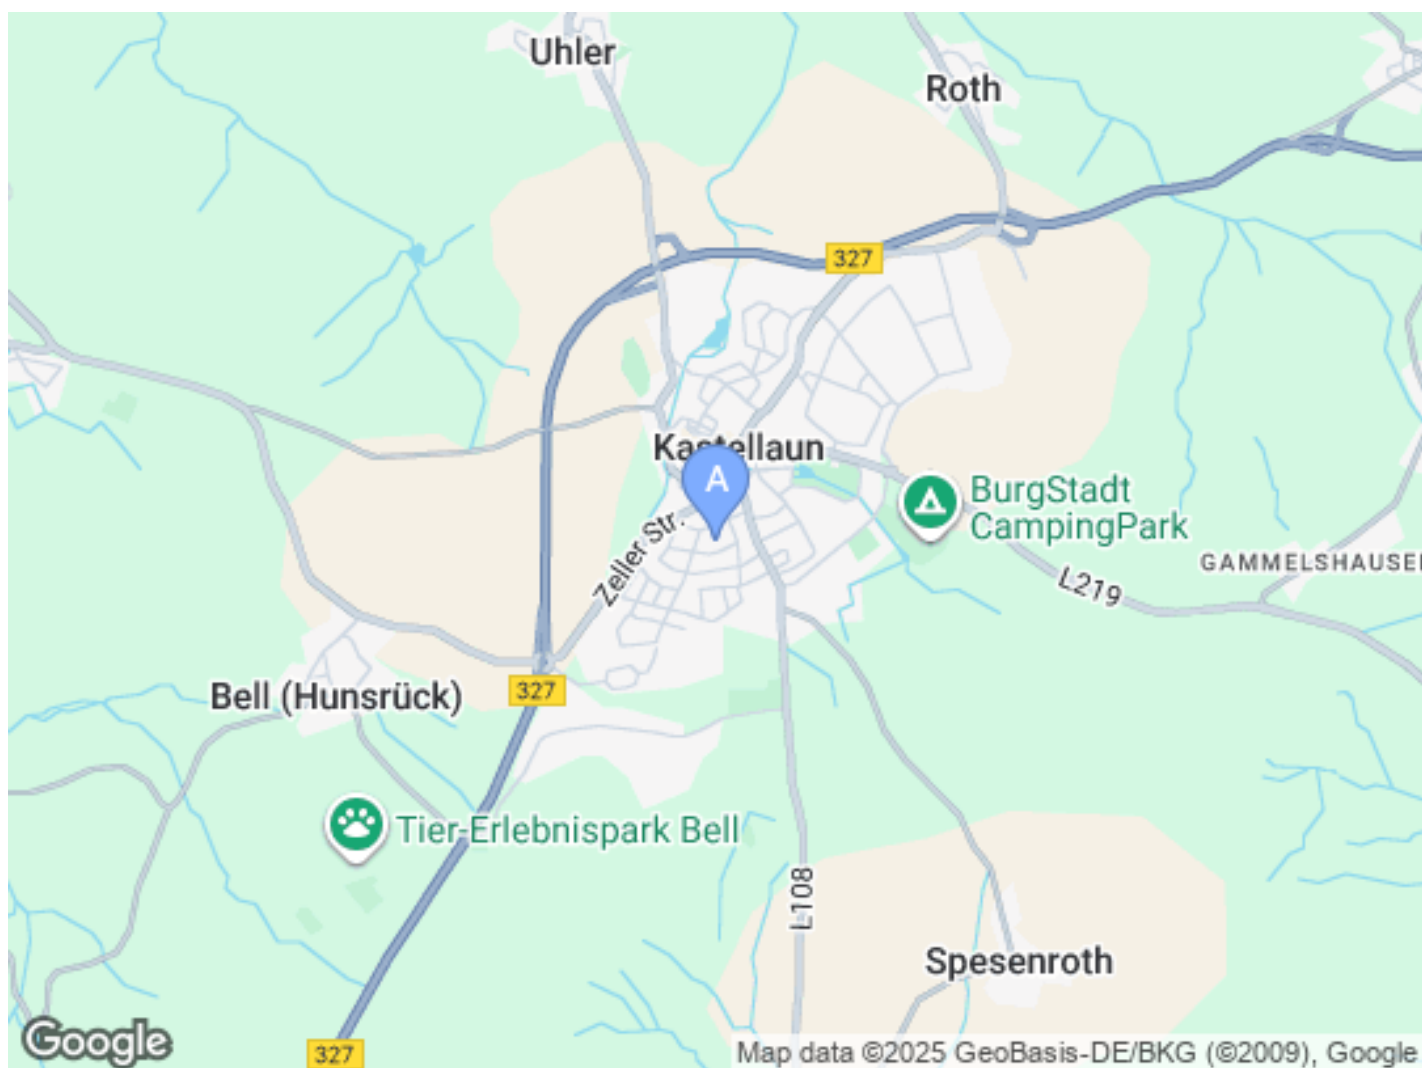 Uhler
Roth
327
Kastellaun
A
BurgStadt
CampingPark
Zeller Str.
GAMMELSHAUSE
L219
Bell (Hunsrück)
327
Tier-Erlebnispark Bell
L108
Spesenroth
Google
327
Map data ©2025 GeoBasis-DE/BKG (©2009), Google